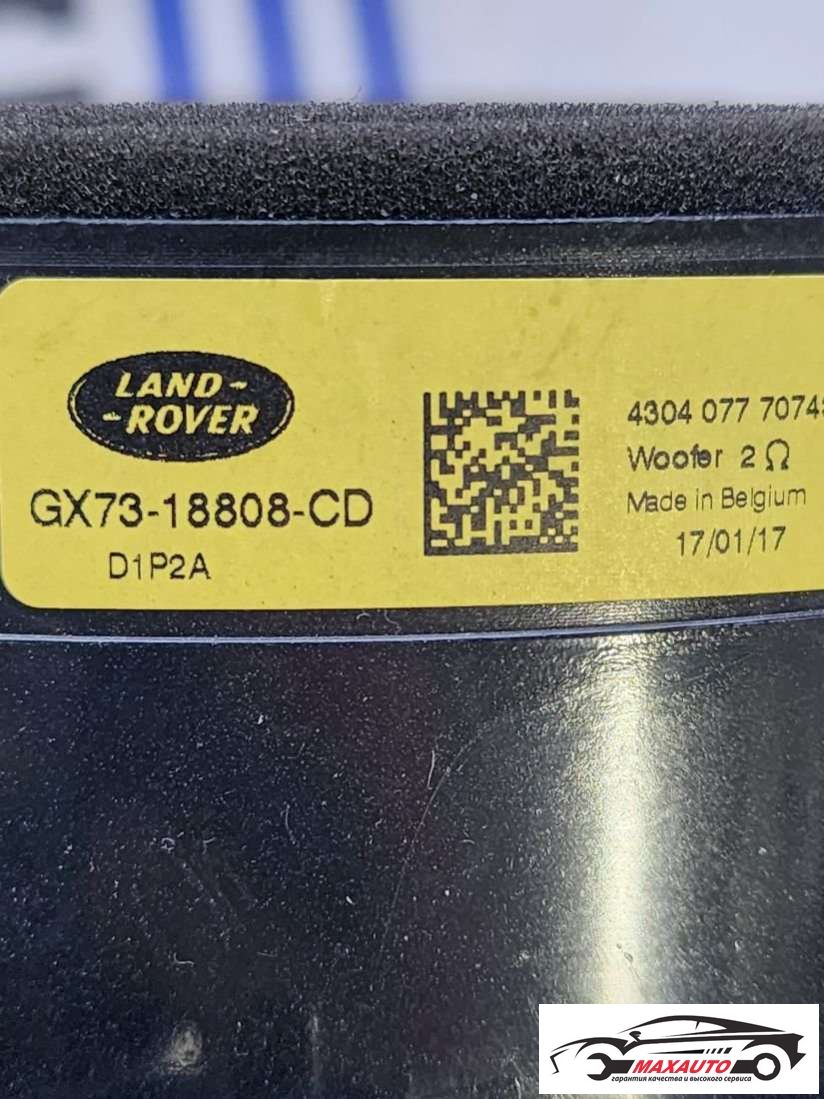 LAND-
-ROVER
GX73-18808-CD
D1P2A
4304 077 7074
Woofer 2Ω
Made in Belgium
17/01/17
MAXAUTO
гарантия качества и высокого сервиса